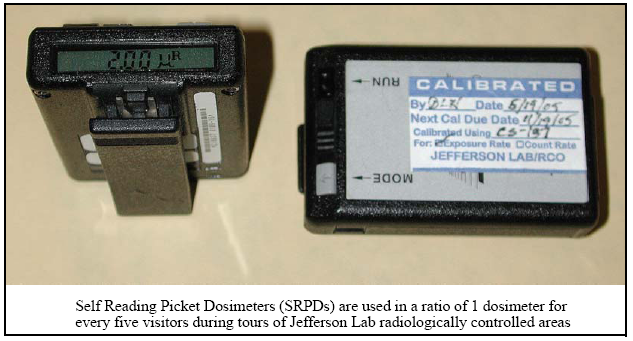 2.00 µR
RUN
CALIBRATED
By Date 5/19/05
Next Cal Due Date 11/19/05
Calibrated Using CS-137
For: ☑Exposure Rate ☐Count Rate
JEFFERSON LAB/RCO
MODE
Self Reading Picket Dosimeters (SRPDs) are used in a ratio of 1 dosimeter for
every five visitors during tours of Jefferson Lab radiologically controlled areas